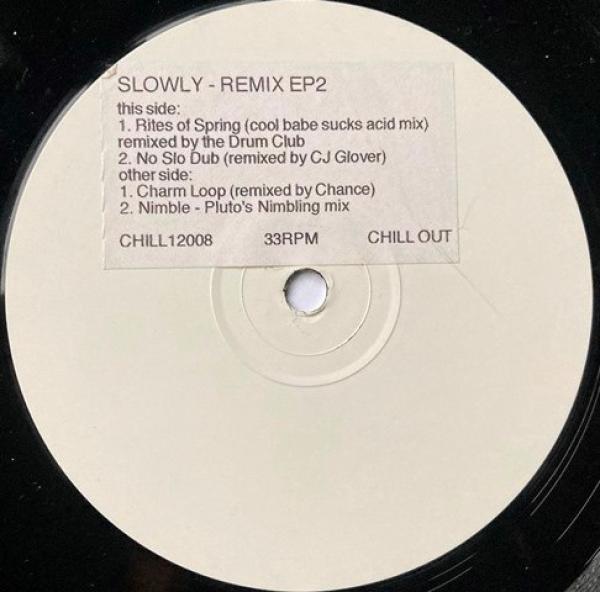 SLOWLY - REMIX EP2
this side:
1. Rites of Spring (cool babe sucks acid mix)
remixed by the Drum Club
2. No Slo Dub (remixed by CJ Glover)
other side:
1. Charm Loop (remixed by Chance)
2. Nimble - Pluto's Nimbling mix
CHILL12008 33RPM CHILL OUT